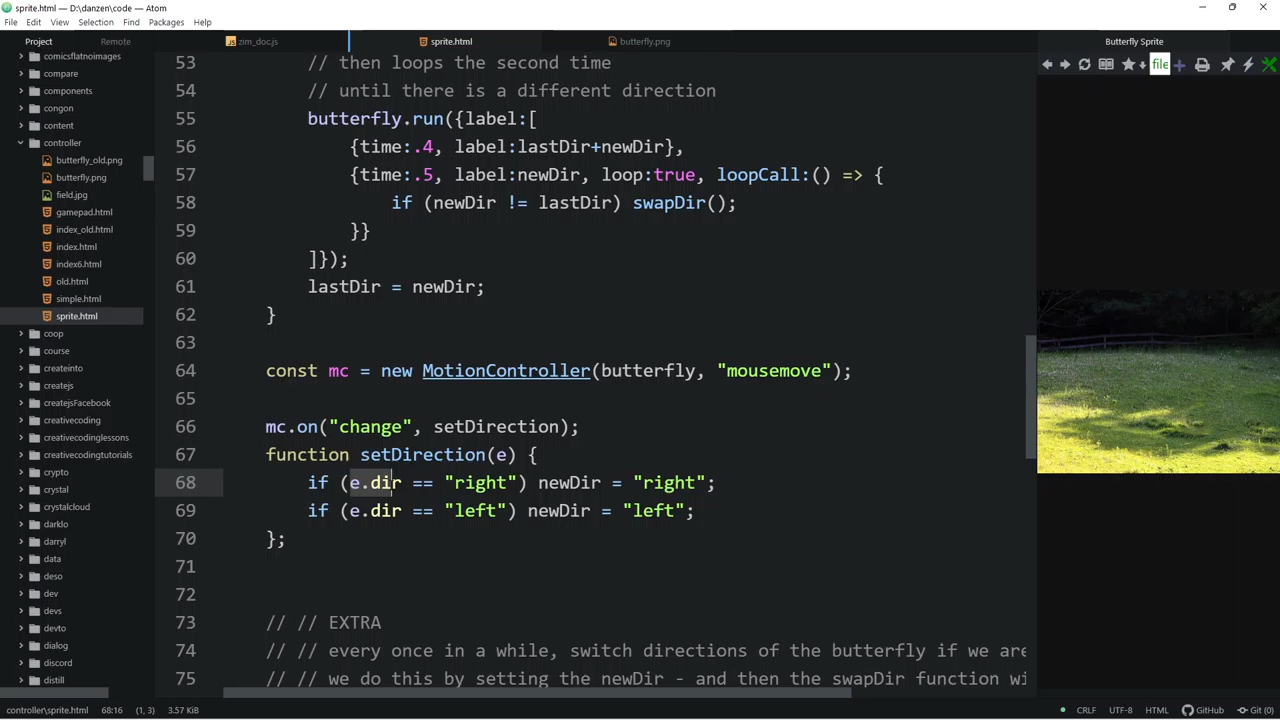 sprite.html — D:\danzen\code — Atom
File Edit View Selection Find Packages Help
Project Remote
zim_doc.js sprite.html butterfly.png Butterfly Sprite
comicsflatnoimages
compare
components
congon
content
controller
butterfly_old.png
butterfly.png
field.jpg
gamepad.html
index_old.html
index.html
index6.html
old.html
simple.html
sprite.html
coop
course
createinto
createjs
createjsFacebook
creativecoding
creativecodinglessons
creativecodingtutorials
crypto
crystal
crystalcloud
darklo
darryl
data
deso
dev
devs
devto
dialog
discord
distill
53 // then loops the second time
54 // until there is a different direction
55 butterfly.run({label:[
56 {time:.4, label:lastDir+newDir},
57 {time:.5, label:newDir, loop:true, loopCall:() => {
58 if (newDir != lastDir) swapDir();
59 }}
60 ]});
61 lastDir = newDir;
62 }
63
64 const mc = new MotionController(butterfly, "mousemove");
65
66 mc.on("change", setDirection);
67 function setDirection(e) {
68 if (e.dir == "right") newDir = "right";
69 if (e.dir == "left") newDir = "left";
70 };
71
72
73 // // EXTRA
74 // // every once in a while, switch directions of the butterfly if we are
75 // // we do this by setting the newDir - and then the swapDir function wi
file
controller\sprite.html 68:16 (1, 3) 3.57 KiB CRLF UTF-8 HTML GitHub Git (0)